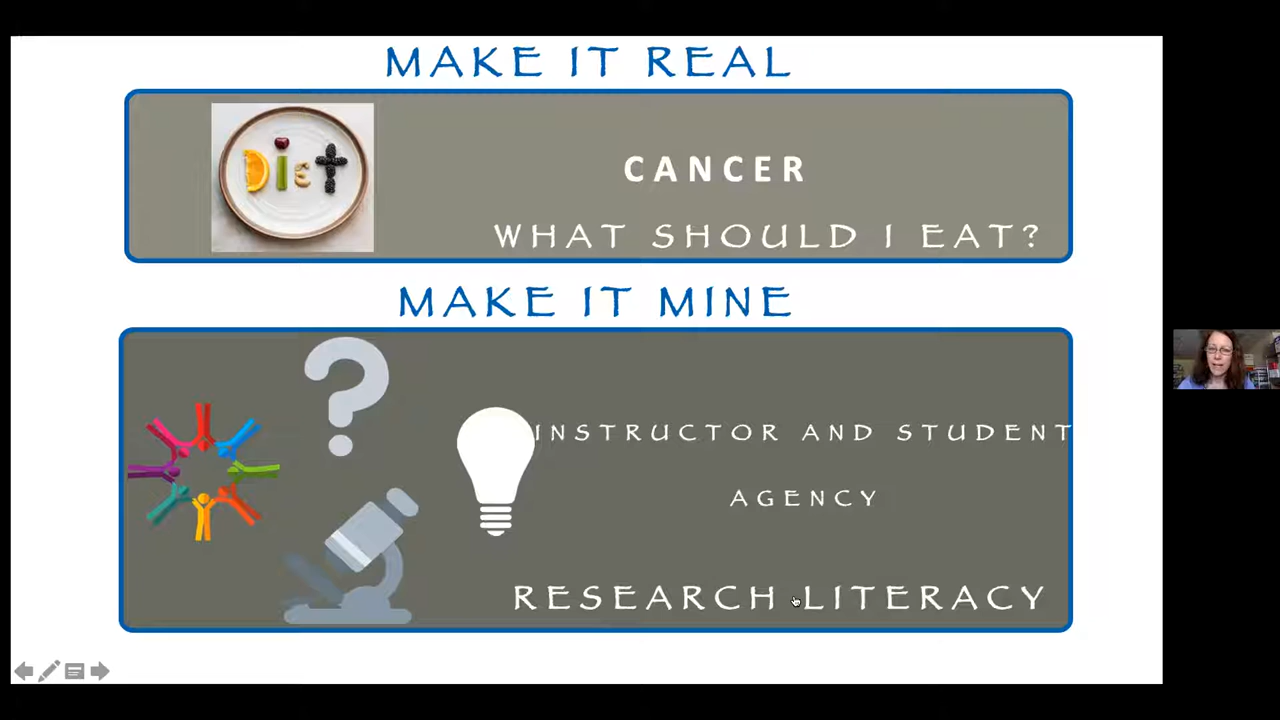 MAKE IT REAL
Diet
CANCER
WHAT SHOULD I EAT?
MAKE IT MINE
?
INSTRUCTOR AND STUDENT
AGENCY
RESEARCH LITERACY